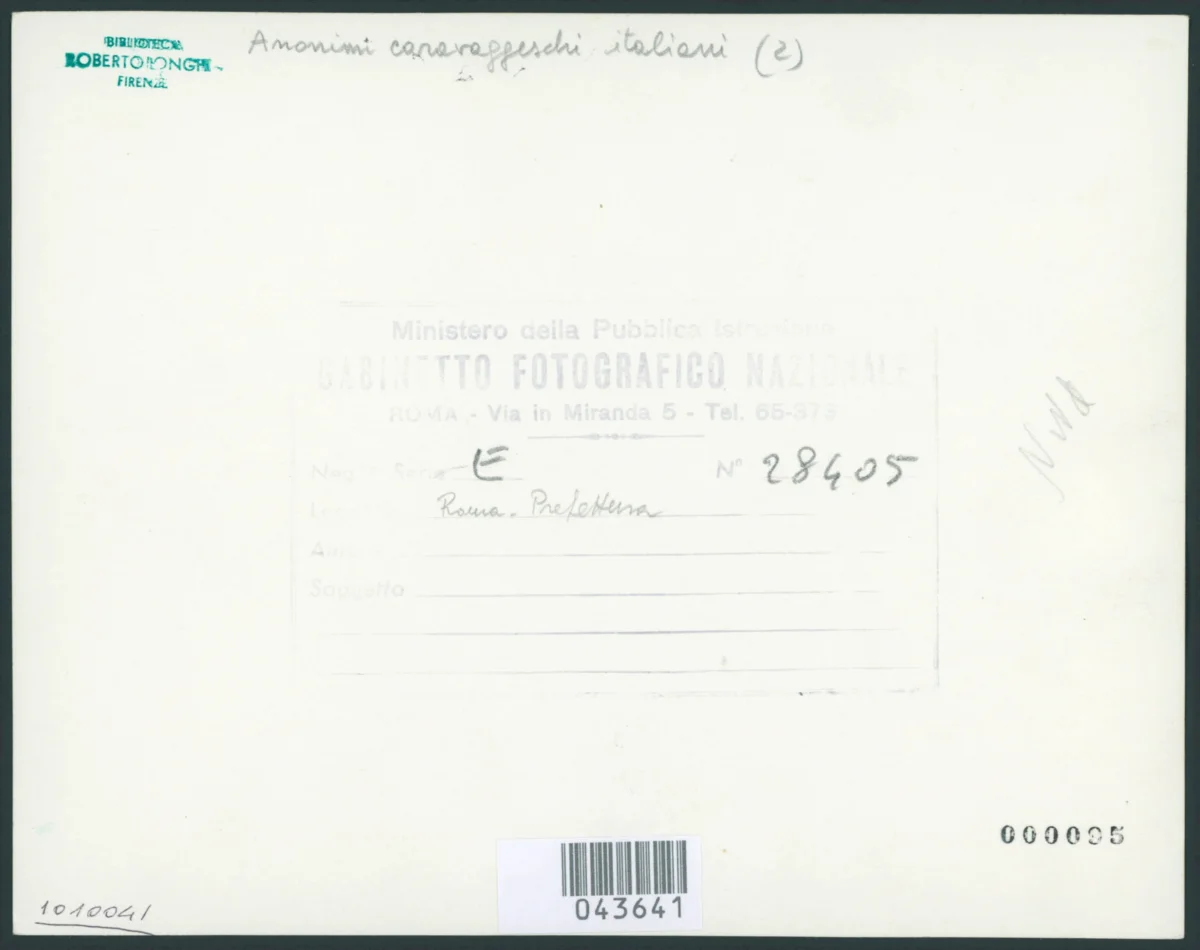 BIBLIOTECA
ROBERTO LONGHI
FIRENZE
Anonimi caravaggeschi italiani (2)
Ministero della Pubblica Istruzione
GABINETTO FOTOGRAFICO NAZIONALE
ROMA - Via in Miranda 5 - Tel. 65-373
Neg. Serie E N° 28405
Roma - Prefettura
Soggetto
000095
043641
1010041